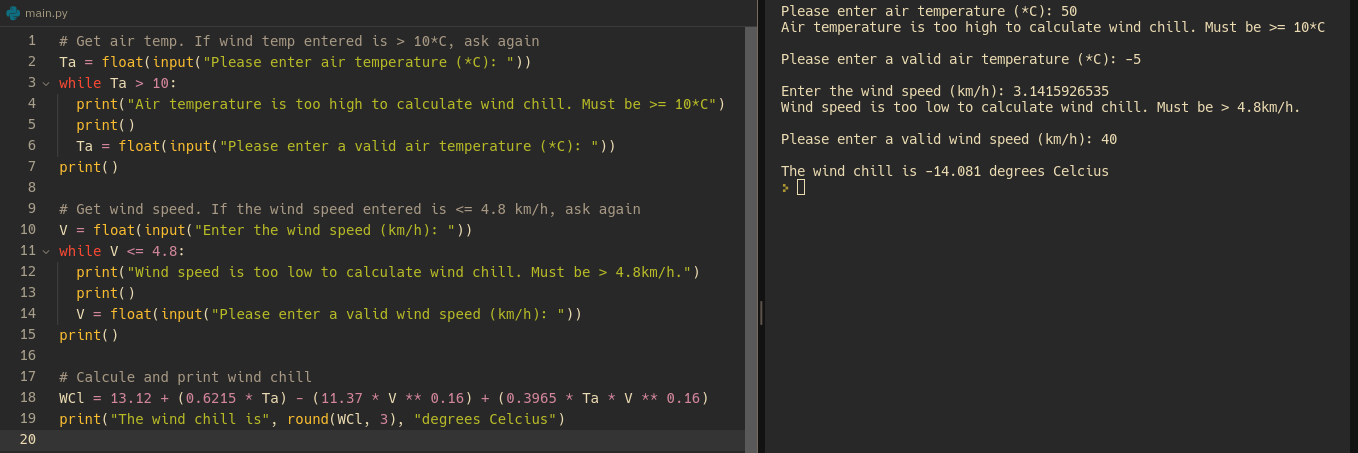 main.py
1 # Get air temp. If wind temp entered is > 10*C, ask again
2 Ta = float(input("Please enter air temperature (*C): "))
3 while Ta > 10:
4 print("Air temperature is too high to calculate wind chill. Must be >= 10*C")
5 print()
6 Ta = float(input("Please enter a valid air temperature (*C): "))
7 print()
8
9 # Get wind speed. If the wind speed entered is <= 4.8 km/h, ask again
10 V = float(input("Enter the wind speed (km/h): "))
11 while V <= 4.8:
12 print("Wind speed is too low to calculate wind chill. Must be > 4.8km/h.")
13 print()
14 V = float(input("Please enter a valid wind speed (km/h): "))
15 print()
16
17 # Calcule and print wind chill
18 WCl = 13.12 + (0.6215 * Ta) - (11.37 * V ** 0.16) + (0.3965 * Ta * V ** 0.16)
19 print("The wind chill is", round(WCl, 3), "degrees Celcius")
20
Please enter air temperature (*C): 50
Air temperature is too high to calculate wind chill. Must be >= 10*C
Please enter a valid air temperature (*C): -5
Enter the wind speed (km/h): 3.1415926535
Wind speed is too low to calculate wind chill. Must be > 4.8km/h.
Please enter a valid wind speed (km/h): 40
The wind chill is -14.081 degrees Celcius